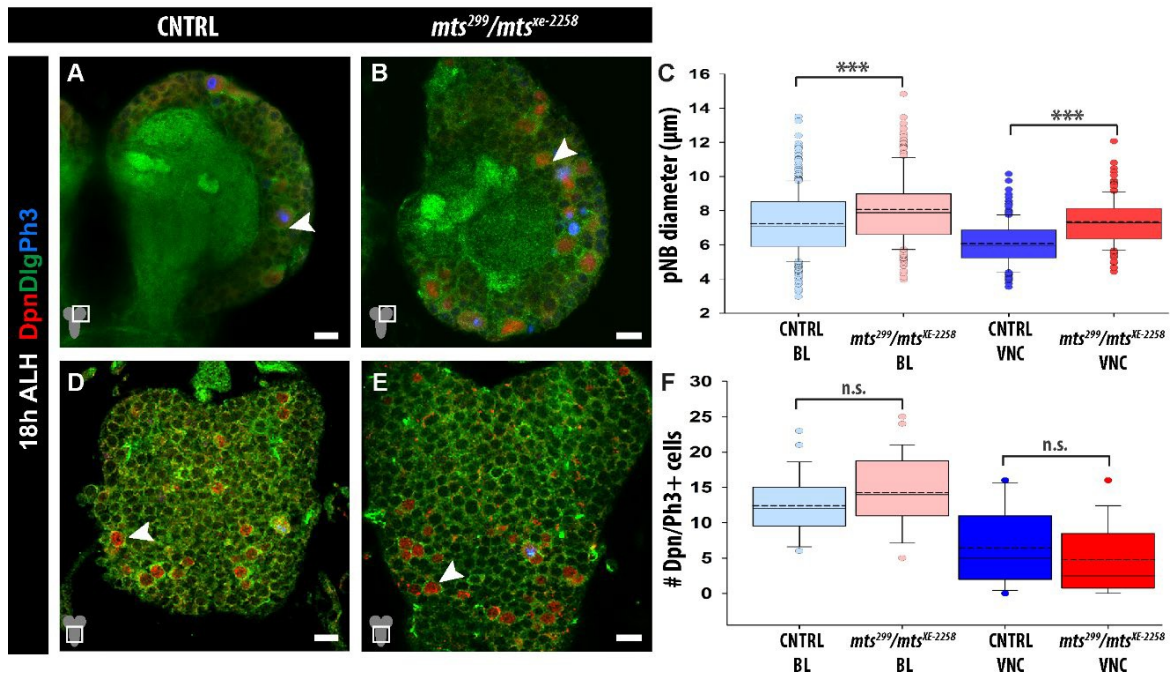 CNTRL
mts²⁹⁹/mtsˣᵉ⁻²²⁵⁸
18h ALH DpnDlgPh3
A
B
C
16
14
12
10
8
6
4
2
pNB diameter (µm)
***
***
CNTRL
BL
mts²⁹⁹/mtsˣᴱ⁻²²⁵⁸
BL
CNTRL
VNC
mts²⁹⁹/mtsˣᴱ⁻²²⁵⁸
VNC
D
E
F
30
25
20
15
10
5
0
# Dpn/Ph3+ cells
n.s.
n.s.
CNTRL
BL
mts²⁹⁹/mtsˣᴱ⁻²²⁵⁸
BL
CNTRL
VNC
mts²⁹⁹/mtsˣᴱ⁻²²⁵⁸
VNC